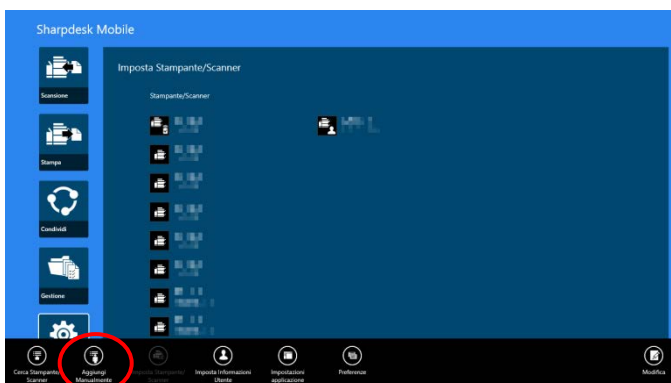 Sharpdesk Mobile
Imposta Stampante/Scanner
Scansione
Stampante/Scanner
Stampa
Condividi
Gestione
Cerca Stampante/
Scanner
Aggiungi
Manualmente
Imposta Stampante/
Scanner
Imposta Informazioni
Utente
Impostazioni
applicazione
Preferenze
Modifica